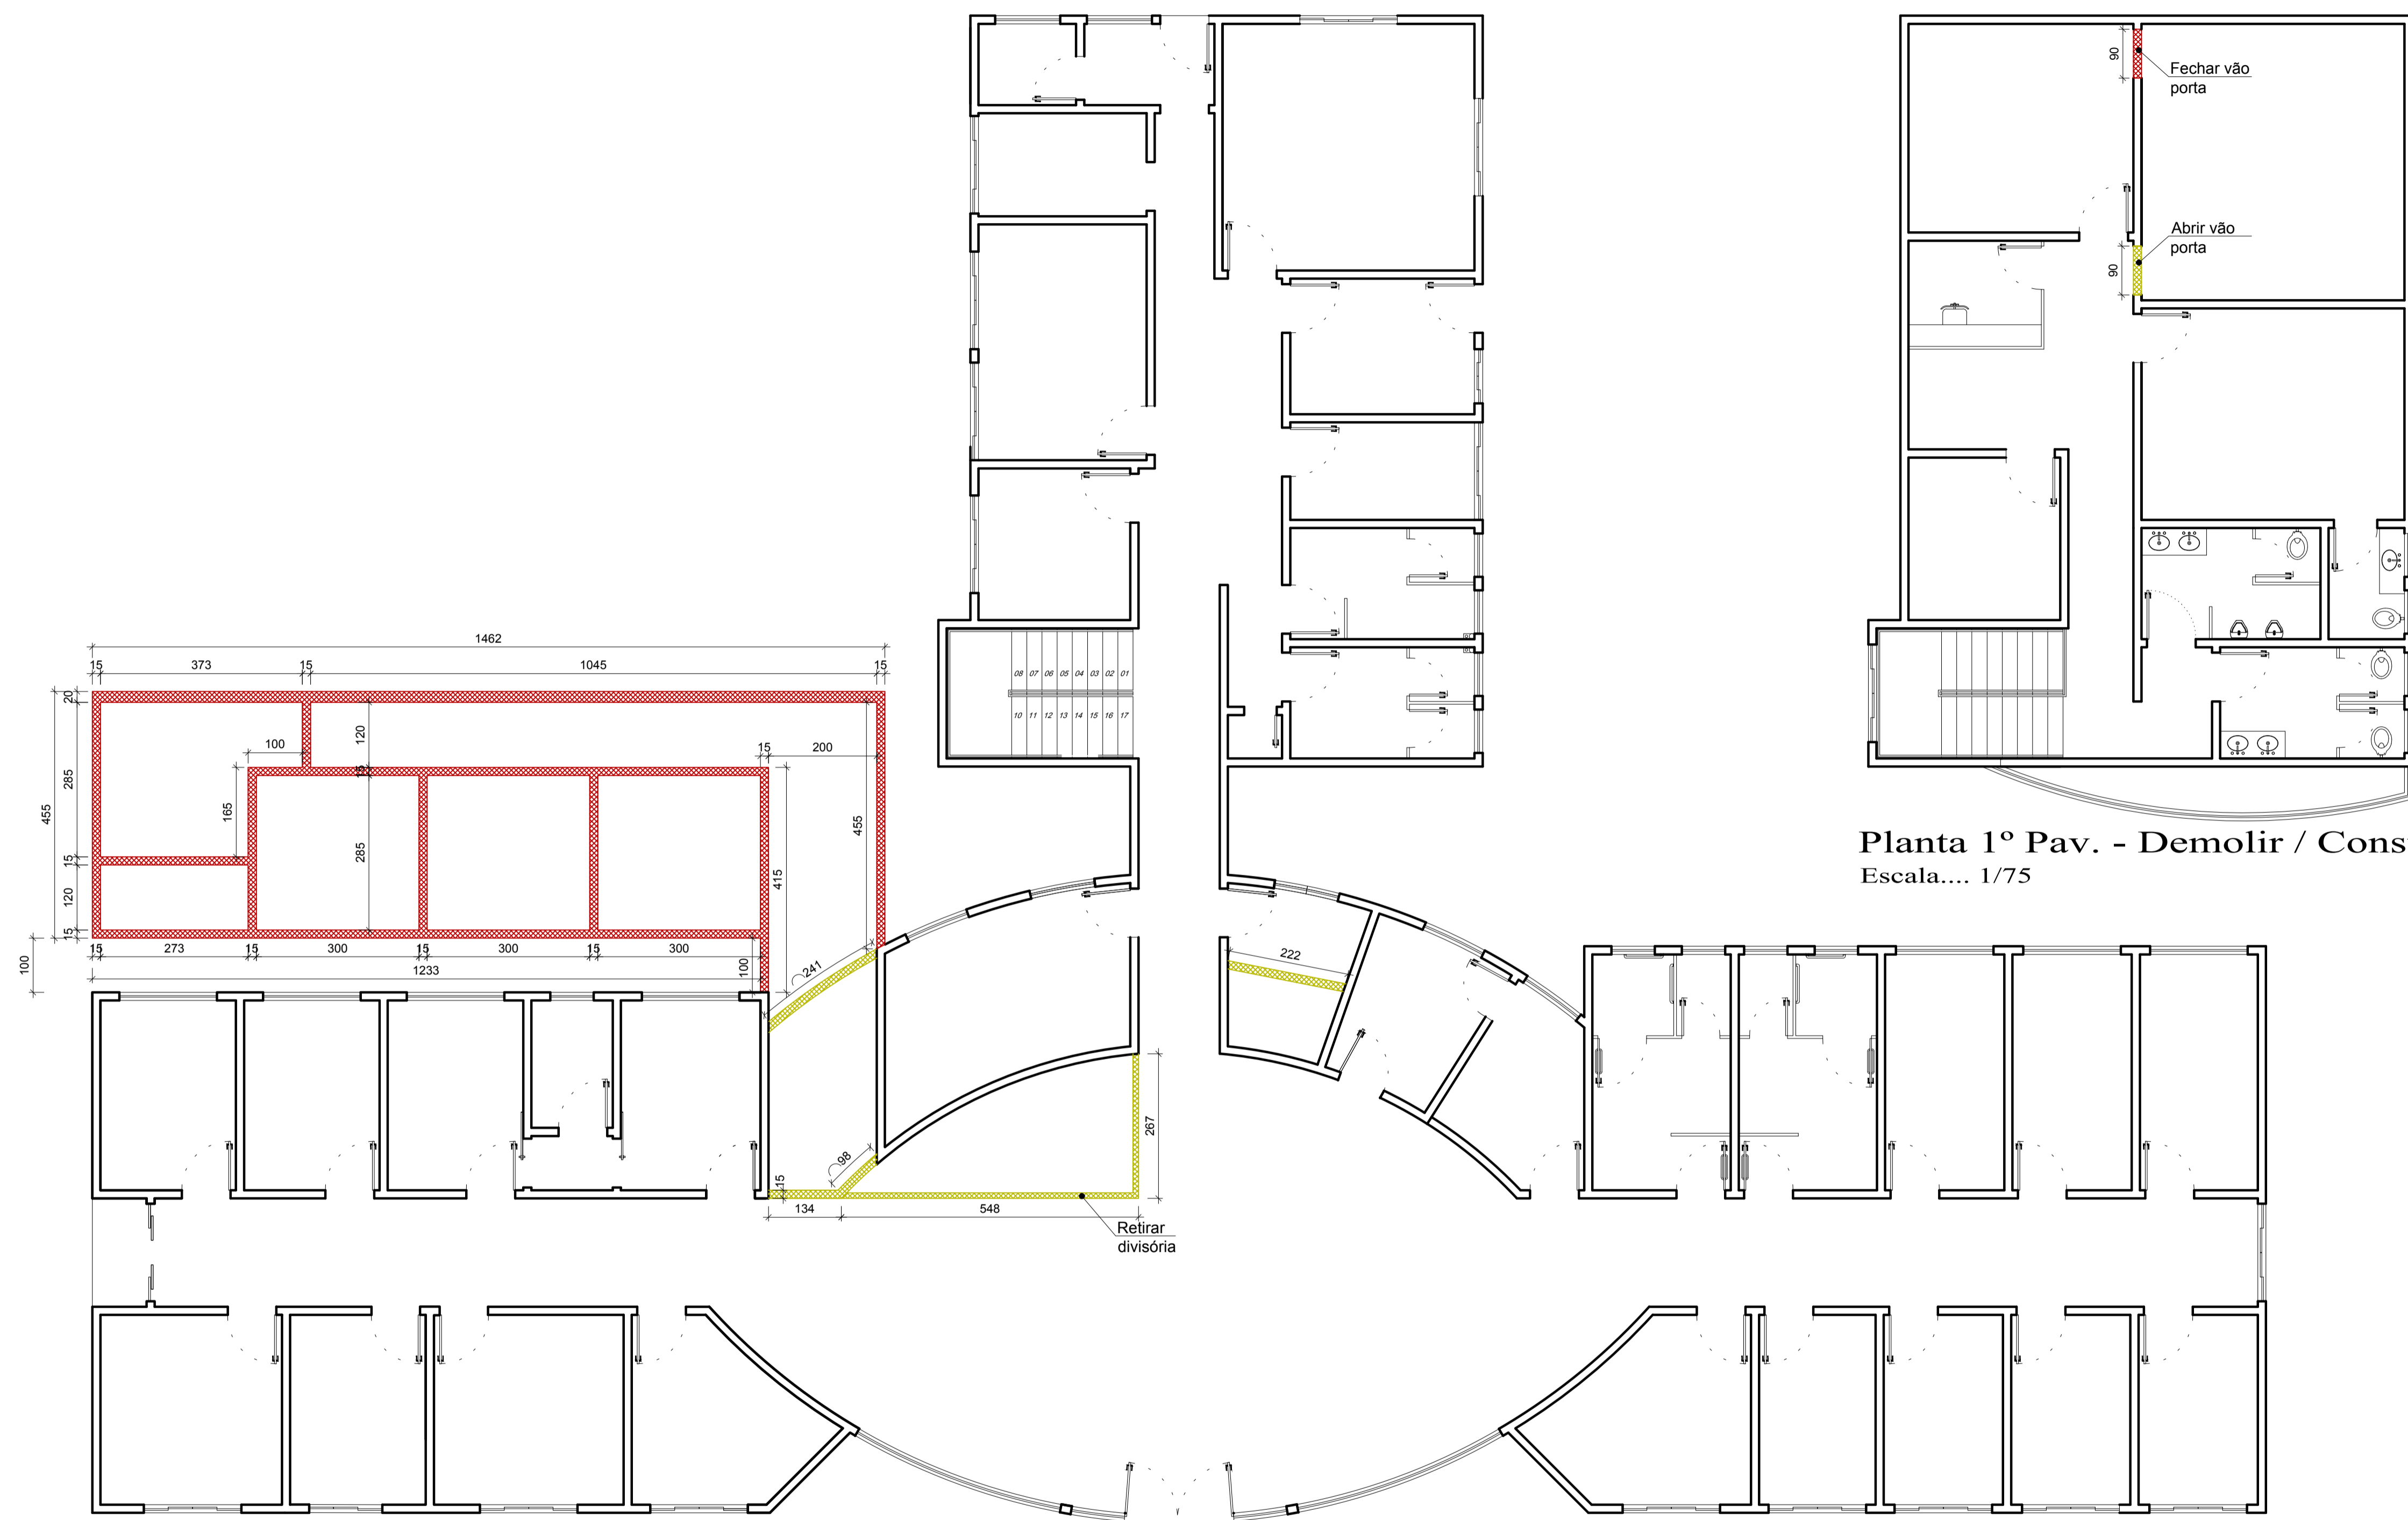 90
Fechar vão
porta
Abrir vão
porta
90
1462
15 373 15 1045 15
20
08 07 06 05 04 03 02 01
10 11 12 13 14 15 16 17
100
120
15
15 200
285
455
165
285
415
455
15
120
15
15 273 15 300 15 300 15 300
1233
100
100
241
222
267
98
15
134 548
Retirar
divisória
Planta 1º Pav. - Demolir / Cons
Escala.... 1/75